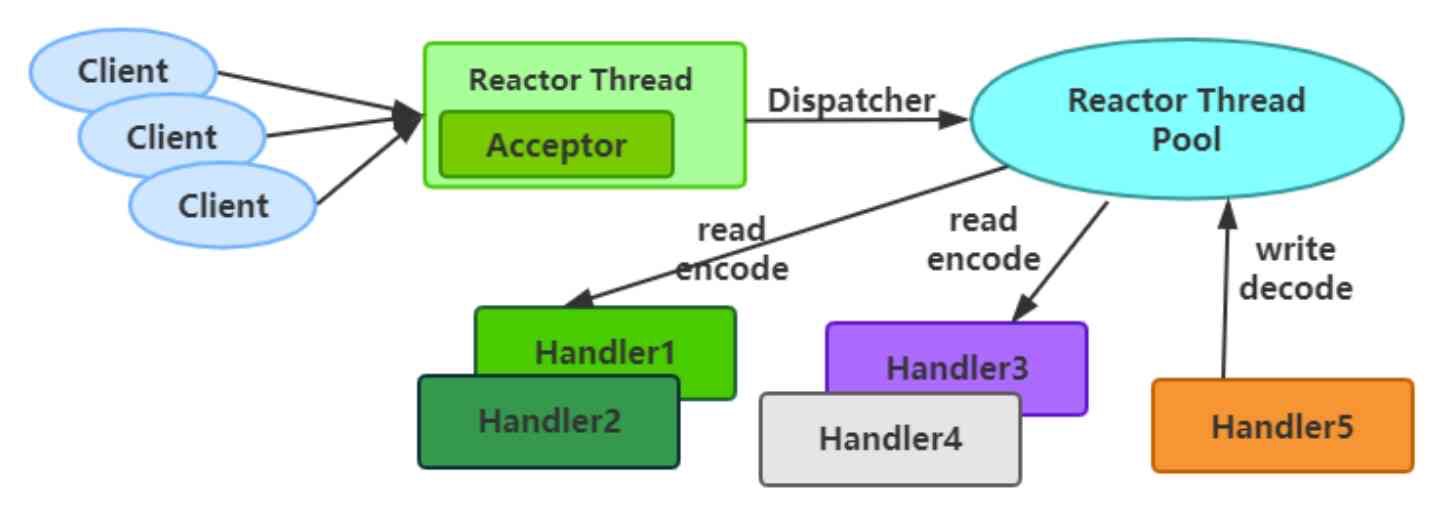 Client
Client
Client
Reactor Thread
Acceptor
Dispatcher
Reactor Thread
Pool
read
encode
read
encode
write
decode
Handler1
Handler2
Handler3
Handler4
Handler5